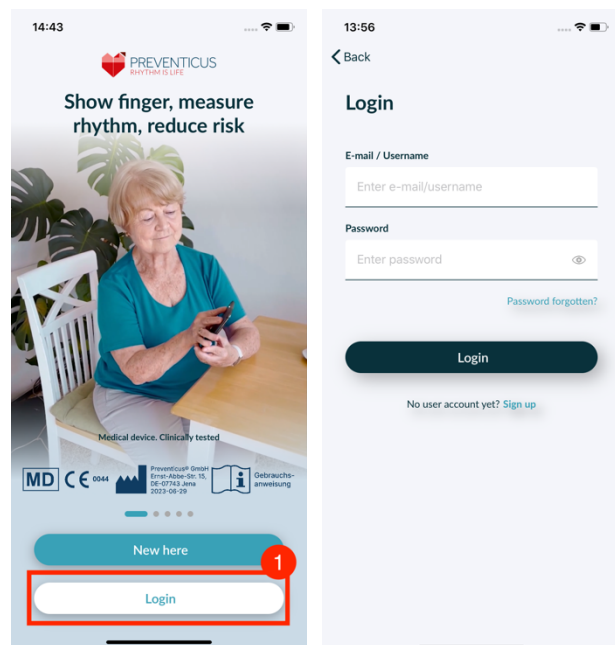 14:43
PREVENTICUS
RHYTHM IS LIFE
Show finger, measure
rhythm, reduce risk
Medical device. Clinically tested
MD CE 0044
Preventicus® GmbH
Ernst-Abbe-Str. 15,
DE-07743 Jena
2023-08-29
i
Gebrauchs-
anweisung
New here
1
Login
13:56
Back
Login
E-mail / Username
Enter e-mail/username
Password
Enter password
Password forgotten?
Login
No user account yet? Sign up